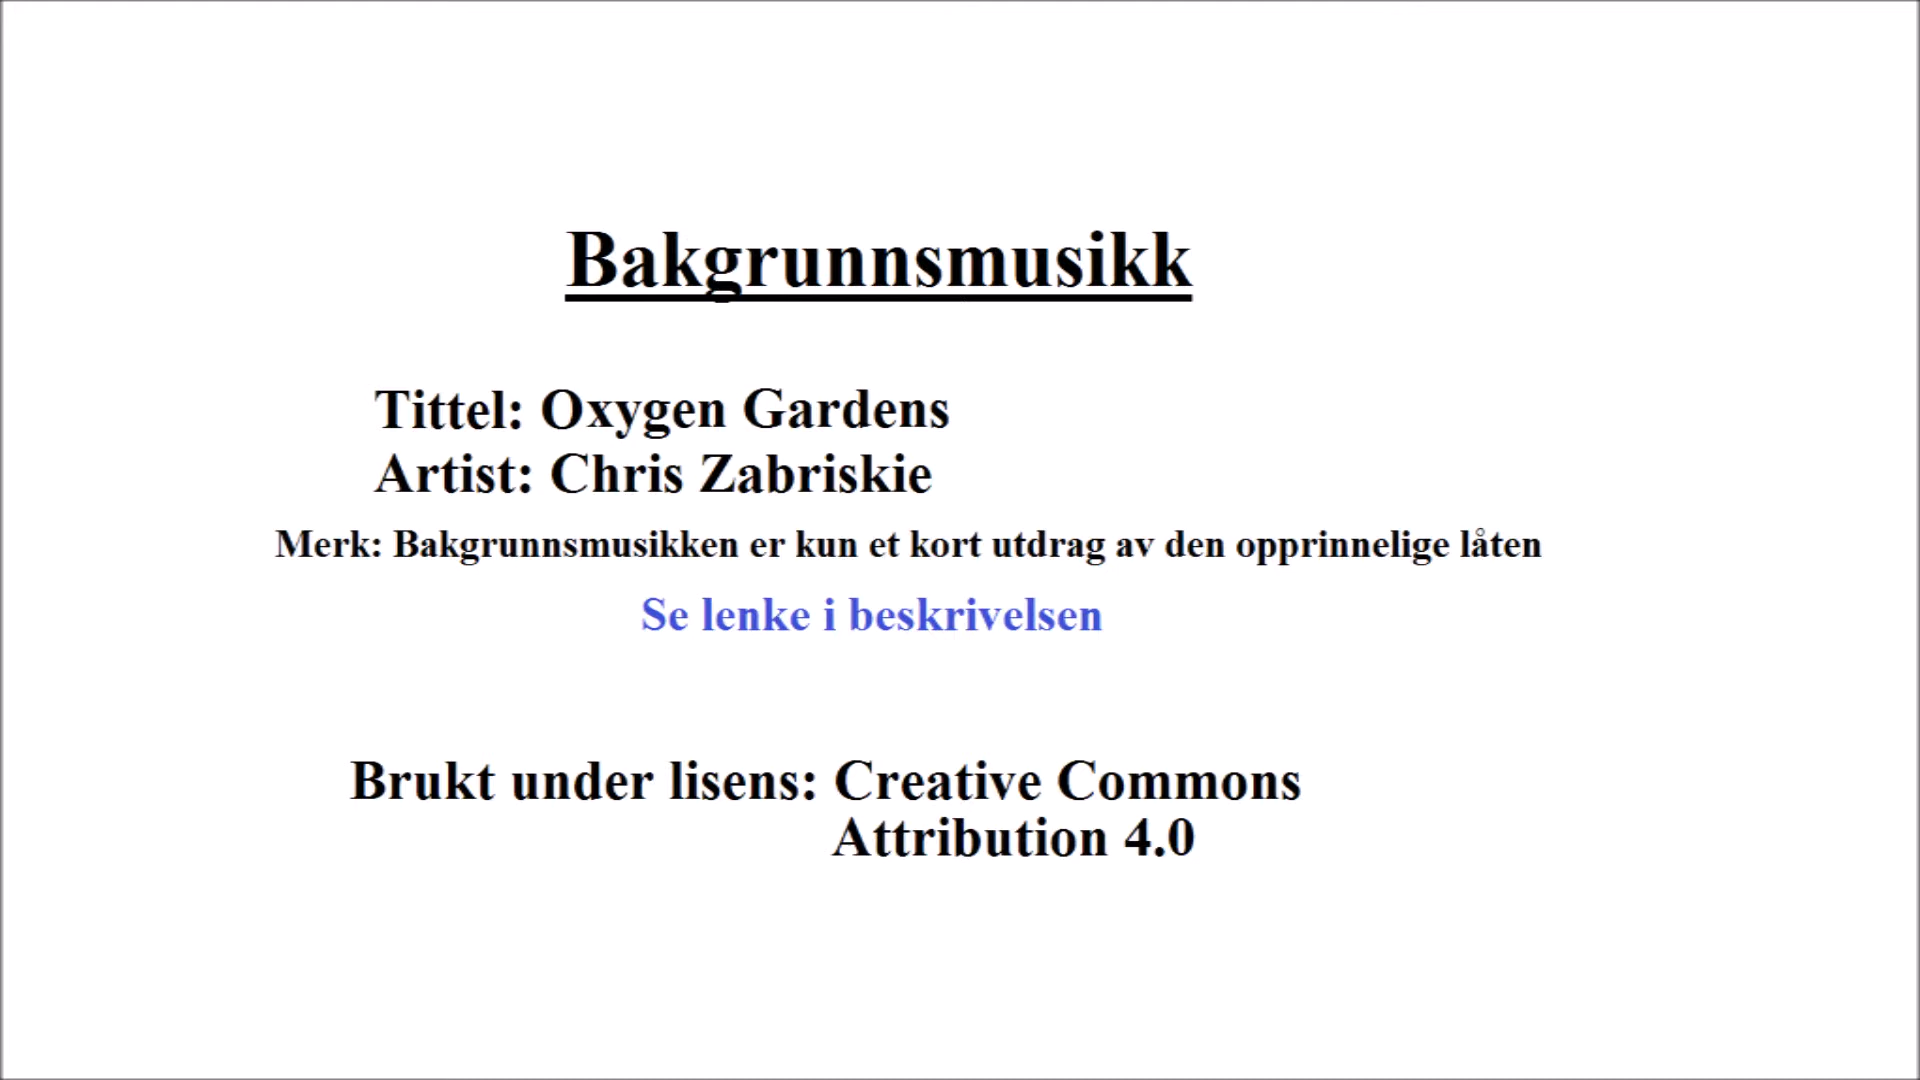 Bakgrunnsmusikk
Tittel: Oxygen Gardens
Artist: Chris Zabriskie
Merk: Bakgrunnsmusikken er kun et kort utdrag av den opprinnelige låten
Se lenke i beskrivelsen
Brukt under lisens: Creative Commons
Attribution 4.0